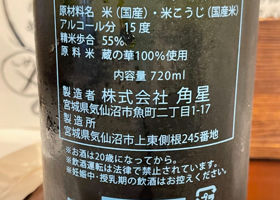 原材料 米(国産)・米こうじ(国産米)
アルコール分 15度
精米歩合 55%
原料米 蔵の華100%使用
内容量 720ml
製造者 株式会社 角星
宮城県気仙沼市魚町二丁目1-17
製造所
宮城県気仙沼市上東側根245番地
※お酒は20歳になってから。
※飲酒運転は法律で禁止されています。
※妊娠中・授乳期の飲酒はお控えください。